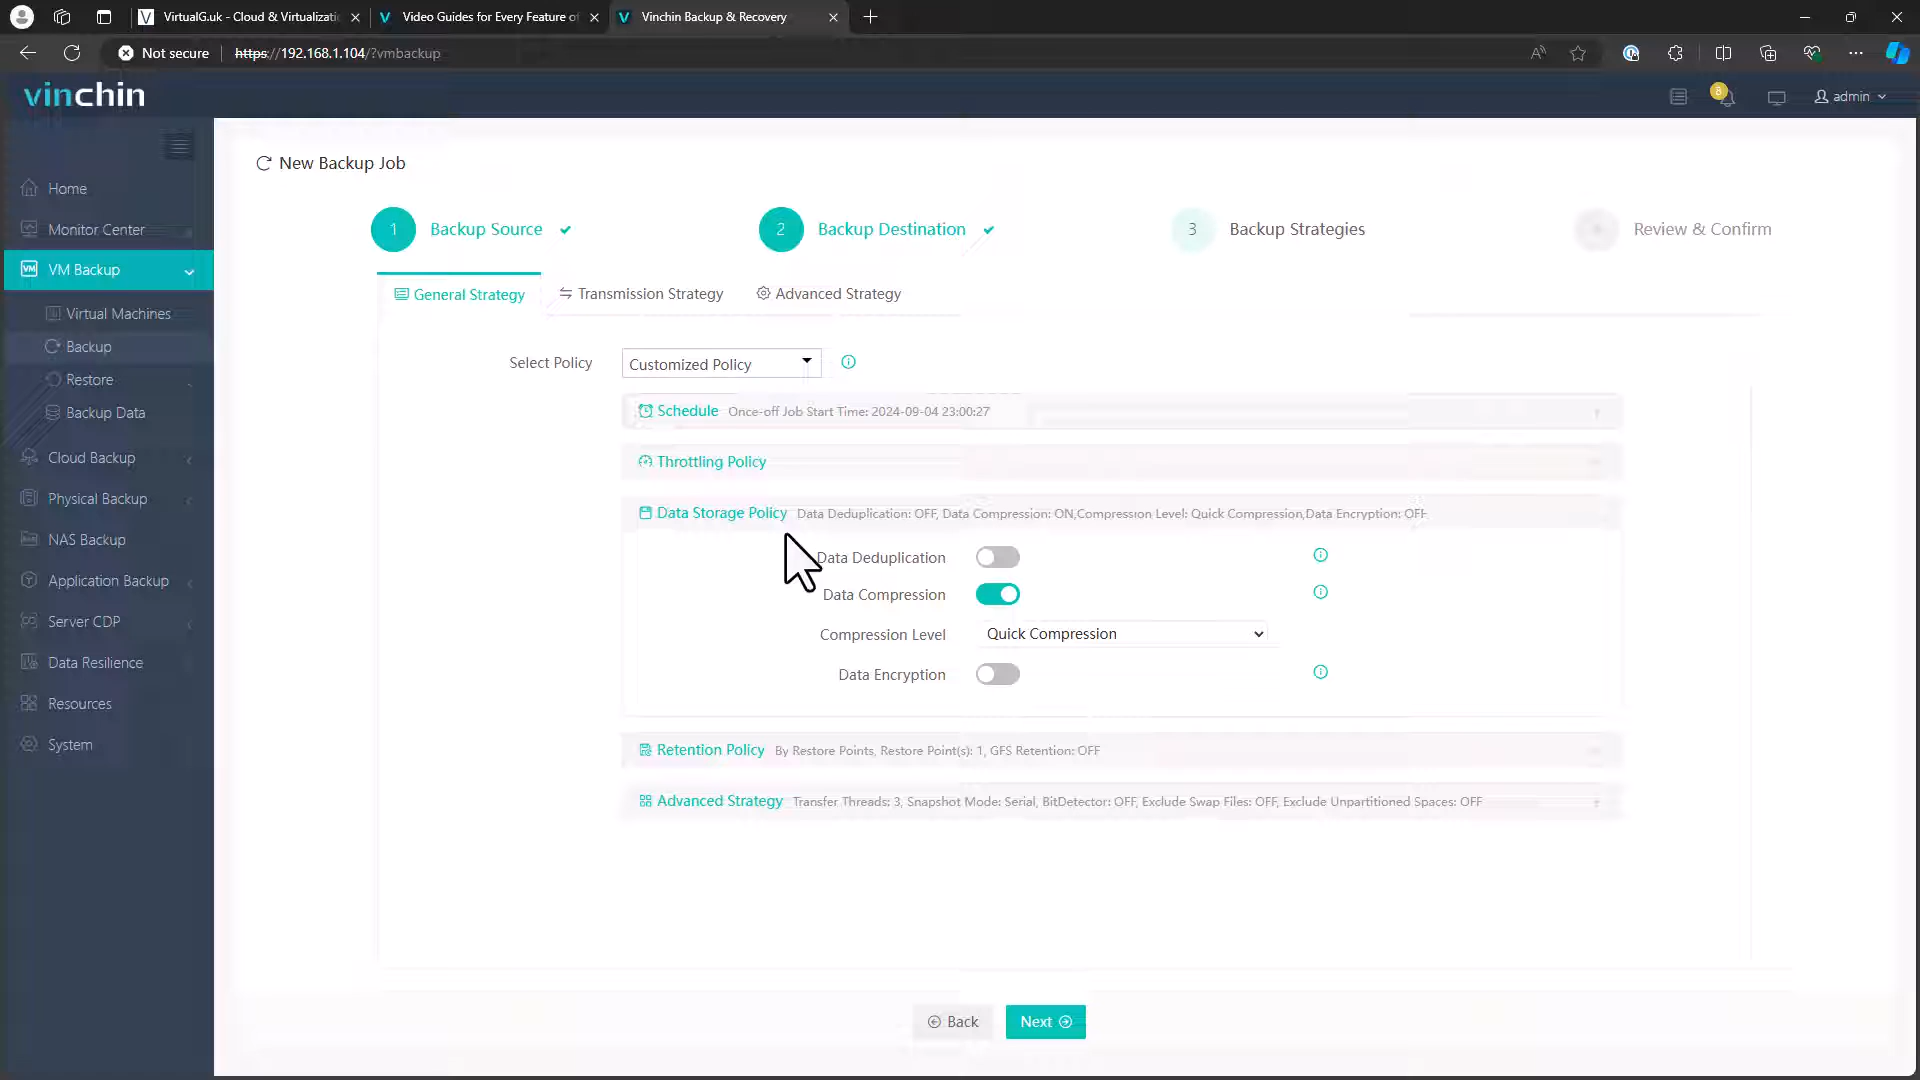 VirtualG.uk - Cloud & Virtualizatio
Video Guides for Every Feature of
Vinchin Backup & Recovery
Not secure
https://192.168.1.104/?vmbackup
vinchin
8
admin
New Backup Job
Home
Monitor Center
VM Backup
Virtual Machines
Backup
Restore
Backup Data
Cloud Backup
Physical Backup
NAS Backup
Application Backup
Server CDP
Data Resilience
Resources
System
1 Backup Source
2 Backup Destination
3 Backup Strategies
Review & Confirm
General Strategy
Transmission Strategy
Advanced Strategy
Select Policy
Customized Policy
Schedule Once-off Job Start Time: 2024-09-04 23:00:27
Throttling Policy
Data Storage Policy Data Deduplication: OFF, Data Compression: ON,Compression Level: Quick Compression,Data Encryption: OFF
Data Deduplication
Data Compression
Compression Level Quick Compression
Data Encryption
Retention Policy By Restore Points, Restore Point(s): 1, GFS Retention: OFF
Advanced Strategy Transfer Threads: 3, Snapshot Mode: Serial, BitDetector: OFF, Exclude Swap Files: OFF, Exclude Unpartitioned Spaces: OFF
Back
Next